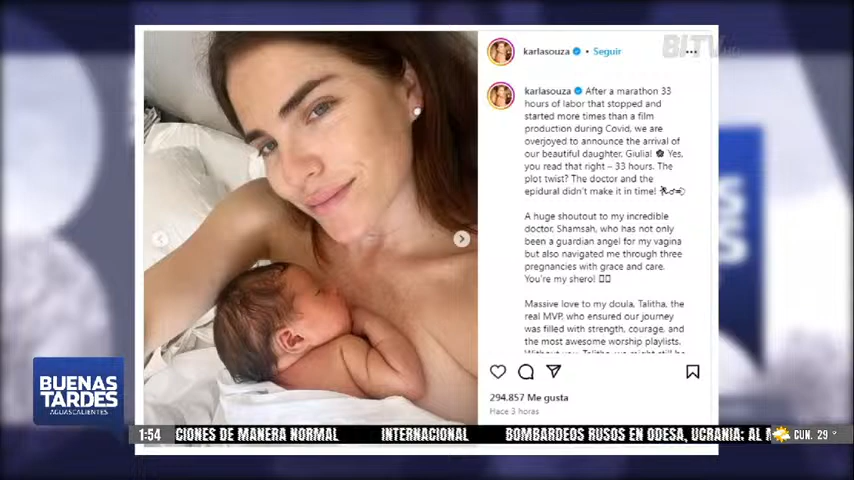 karlasouza • Seguir
BITV
karlasouza After a marathon 33
hours of labor that stopped and
started more times than a film
production during Covid, we are
overjoyed to announce the arrival of
our beautiful daughter, Giulia! Yes,
you read that right – 33 hours. The
plot twist? The doctor and the
epidural didn't make it in time!
A huge shoutout to my incredible
doctor, Shamsah, who has not only
been a guardian angel for my vagina
but also navigated me through three
pregnancies with grace and care.
You're my shero!
Massive love to my doula, Talitha, the
real MVP, who ensured our journey
was filled with strength, courage, and
the most awesome worship playlists.
294.857 Me gusta
Hace 3 horas
BUENAS
TARDES
AGUASCALIENTES
1:54 CIONES DE MANERA NORMAL INTERNACIONAL BOMBARDEOS RUSOS EN ODESA, UCRANIA; AL CUN. 29 °